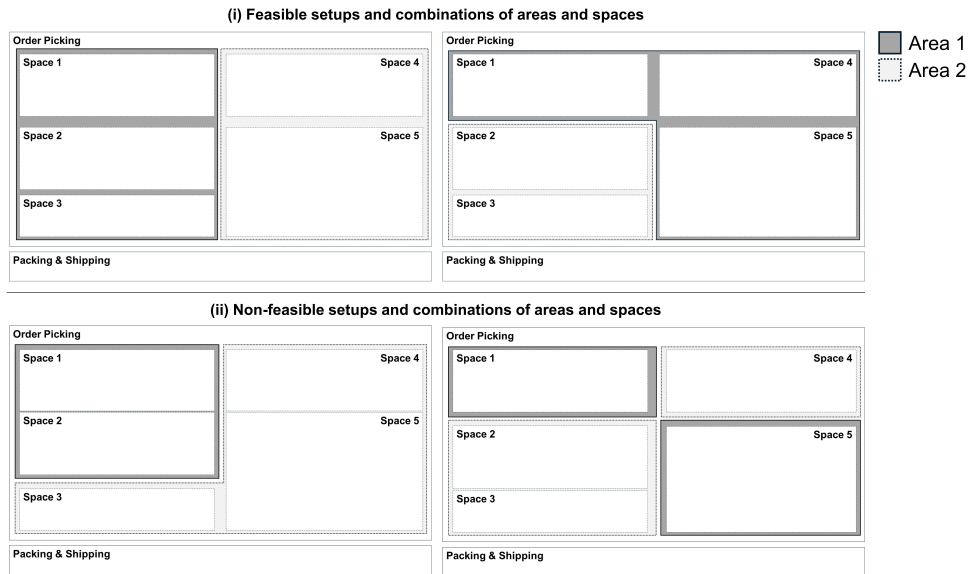 (i) Feasible setups and combinations of areas and spaces
Area 1
Area 2
Order Picking
Space 1
Space 4
Space 2
Space 5
Space 3
Packing & Shipping
Order Picking
Space 1
Space 4
Space 2
Space 5
Space 3
Packing & Shipping
(ii) Non-feasible setups and combinations of areas and spaces
Order Picking
Space 1
Space 4
Space 2
Space 5
Space 3
Packing & Shipping
Order Picking
Space 1
Space 4
Space 2
Space 5
Space 3
Packing & Shipping